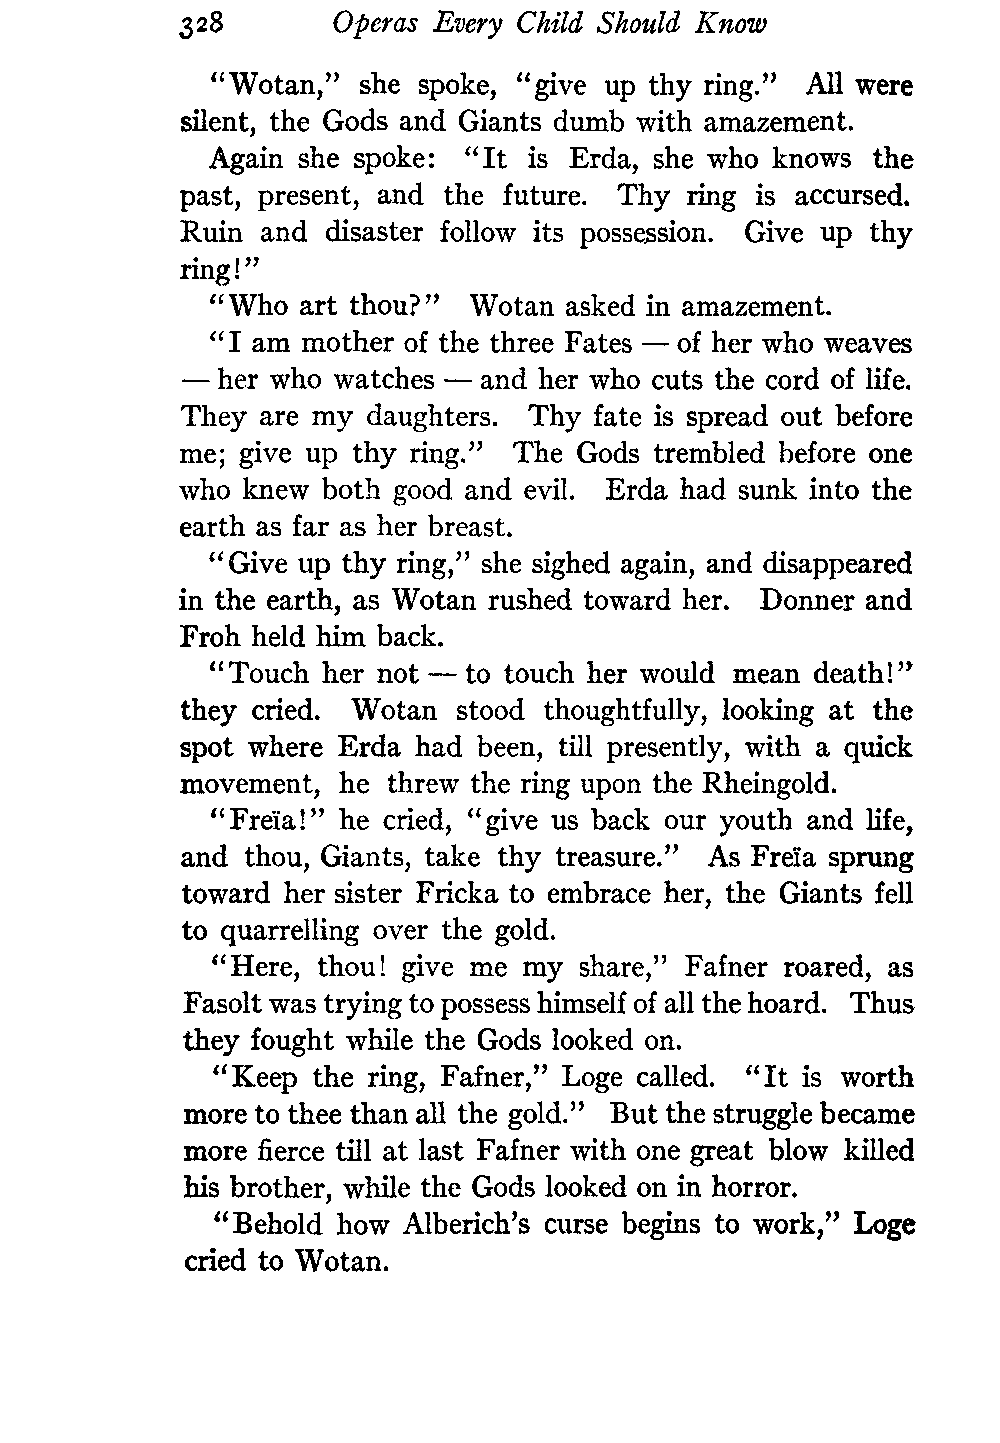 328 Operas Every Child Should Know
"Wotan," she spoke, "give up thy ring." All were
silent, the Gods and Giants dumb with amazement.
Again she spoke: "It is Erda, she who knows the
past, present, and the future. Thy ring is accursed.
Ruin and disaster follow its possession. Give up thy
ring!"
"Who art thou?" Wotan asked in amazement.
"I am mother of the three Fates — of her who weaves
— her who watches — and her who cuts the cord of life.
They are my daughters. Thy fate is spread out before
me; give up thy ring." The Gods trembled before one
who knew both good and evil. Erda had sunk into the
earth as far as her breast.
"Give up thy ring," she sighed again, and disappeared
in the earth, as Wotan rushed toward her. Donner and
Froh held him back.
"Touch her not — to touch her would mean death!"
they cried. Wotan stood thoughtfully, looking at the
spot where Erda had been, till presently, with a quick
movement, he threw the ring upon the Rheingold.
"Freïa!" he cried, "give us back our youth and life,
and thou, Giants, take thy treasure." As Freïa sprung
toward her sister Fricka to embrace her, the Giants fell
to quarrelling over the gold.
"Here, thou! give me my share," Fafner roared, as
Fasolt was trying to possess himself of all the hoard. Thus
they fought while the Gods looked on.
"Keep the ring, Fafner," Loge called. "It is worth
more to thee than all the gold." But the struggle became
more fierce till at last Fafner with one great blow killed
his brother, while the Gods looked on in horror.
"Behold how Alberich's curse begins to work," Loge
cried to Wotan.